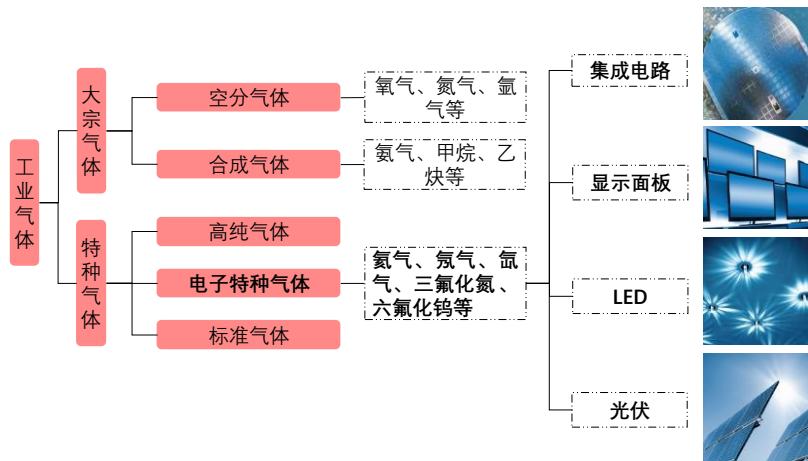 工业气体
大宗气体
空分气体
氧气、氮气、氩
气等
合成气体
氨气、甲烷、乙
炔等
特种气体
高纯气体
电子特种气体
氦气、氖气、氙
气、三氟化氮、
六氟化钨等
标准气体
集成电路
显示面板
LED
光伏